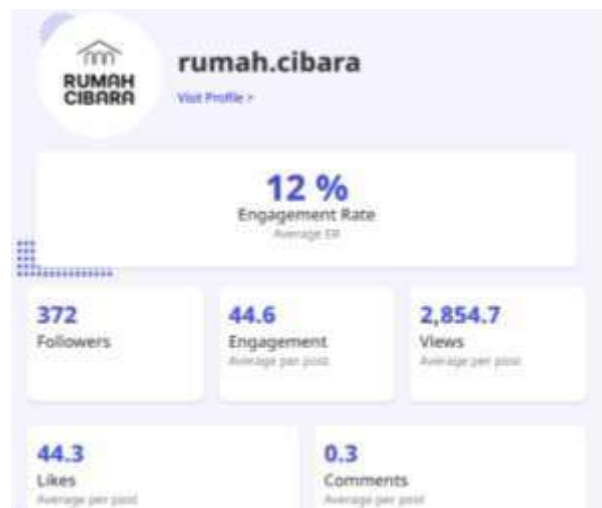 RUMAH
CIBARA
rumah.cibara
Visit Profile >
12 %
Engagement Rate
Average ER
372
Followers
44.6
Engagement
Average per post
2,854.7
Views
Average per post
44.3
Likes
Average per post
0.3
Comments
Average per post